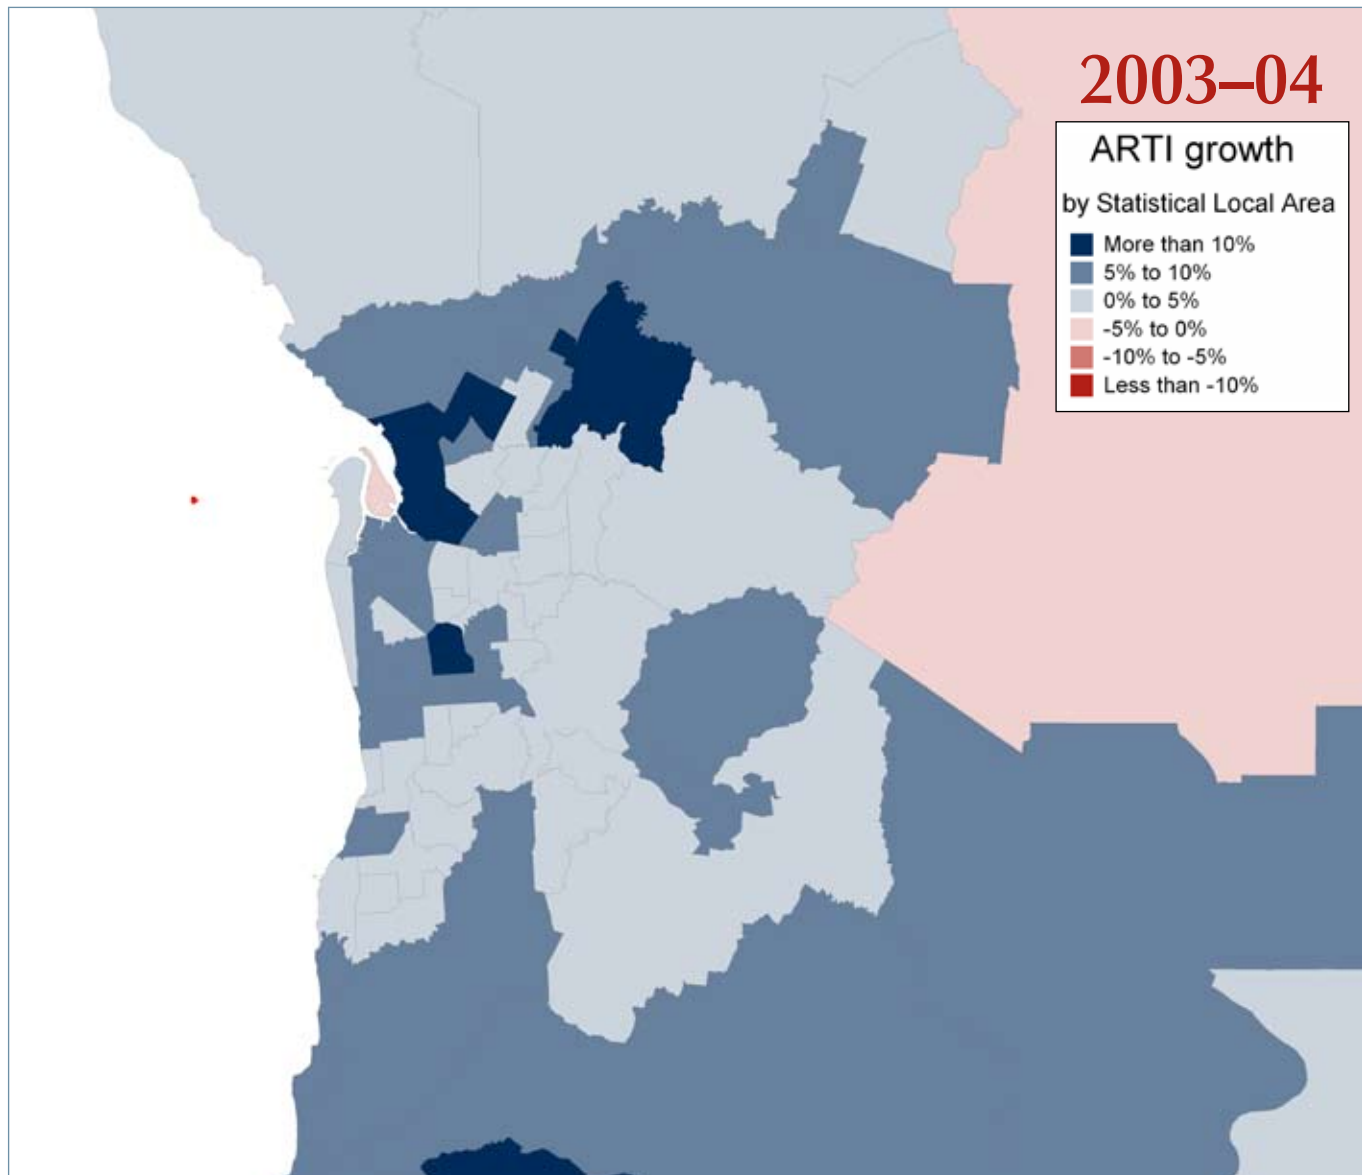 2003–04
ARTI growth
by Statistical Local Area
More than 10%
5% to 10%
0% to 5%
-5% to 0%
-10% to -5%
Less than -10%